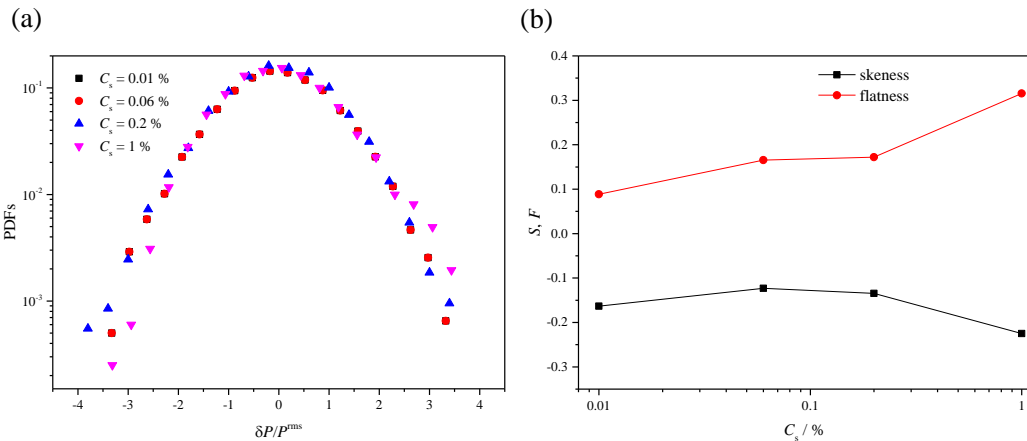 (a)
(b)
C_s = 0.01 %
C_s = 0.06 %
C_s = 0.2 %
C_s = 1 %
PDFs
10^-1
10^-2
10^-3
-4 -3 -2 -1 0 1 2 3 4
δP/P^rms
skeness
flatness
S, F
0.4
0.3
0.2
0.1
0.0
-0.1
-0.2
-0.3
0.01 0.1 1
C_s / %